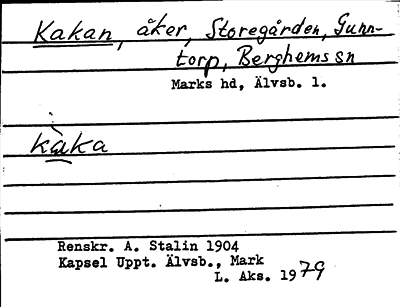 Kakan, åker, Storegården, Gunn-
torp, Berghems sn
Marks hd, Älvsb. l.
kàka
Renskr. A. Stalin 1904
Kapsel Uppt. Älvsb., Mark
L. Aks. 1979